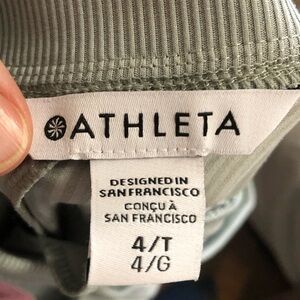 ATHLETA
DESIGNED IN
SAN FRANCISCO
CONÇU À
SAN FRANCISCO
4/T
4/G